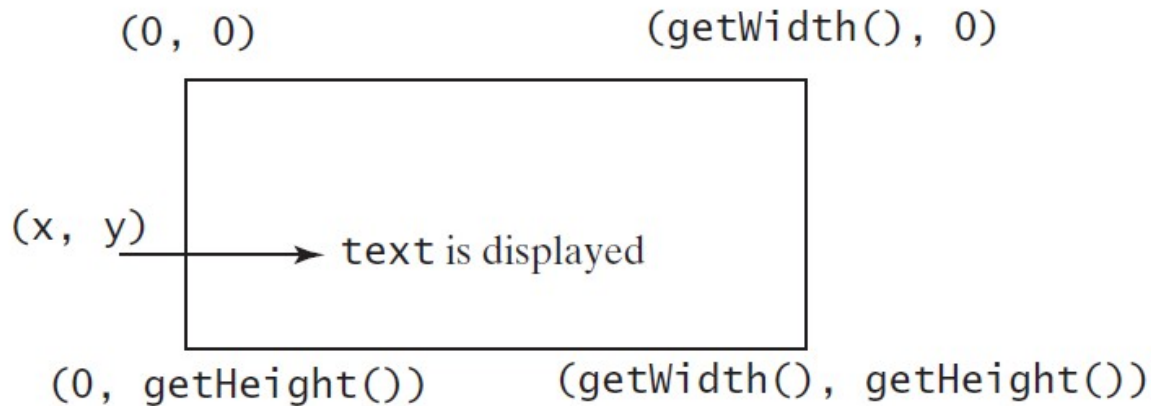 (0, 0)
(getWidth(), 0)
(x, y)
text is displayed
(0, getHeight())
(getWidth(), getHeight())